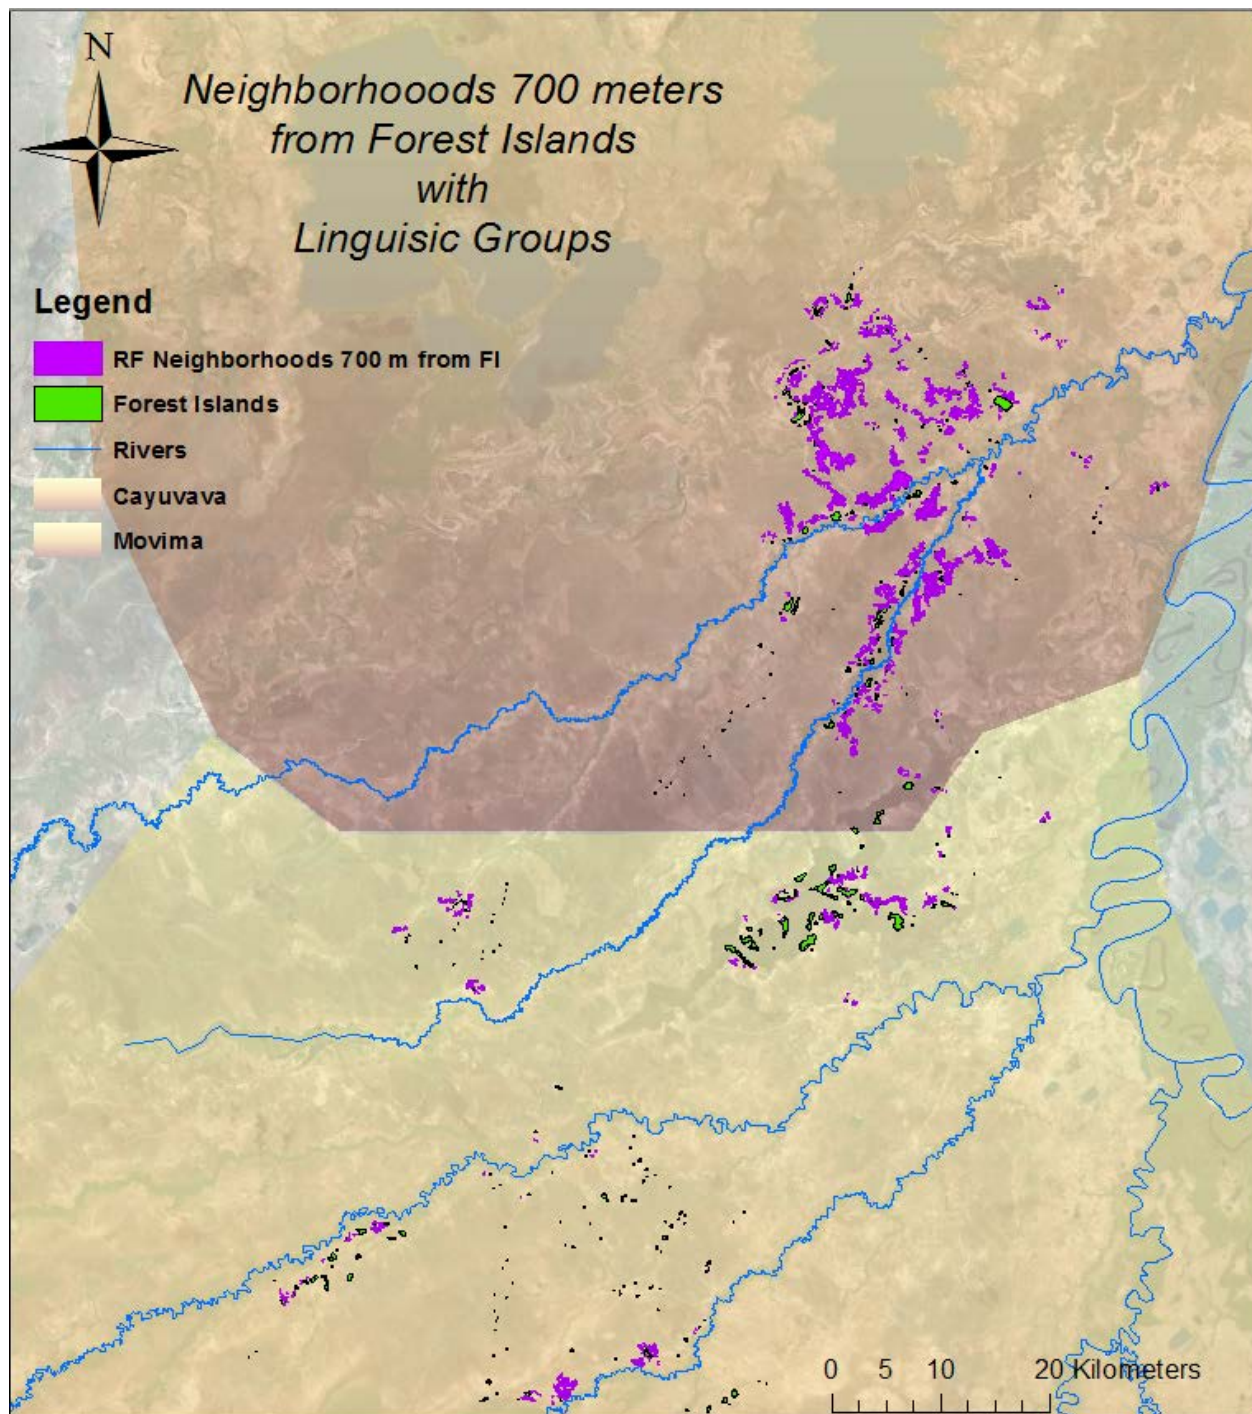 N
Neighborhooods 700 meters
from Forest Islands
with
Linguisic Groups
Legend
RF Neighborhoods 700 m from FI
Forest Islands
Rivers
Cayuvava
Movima
0 5 10 20 Kilometers